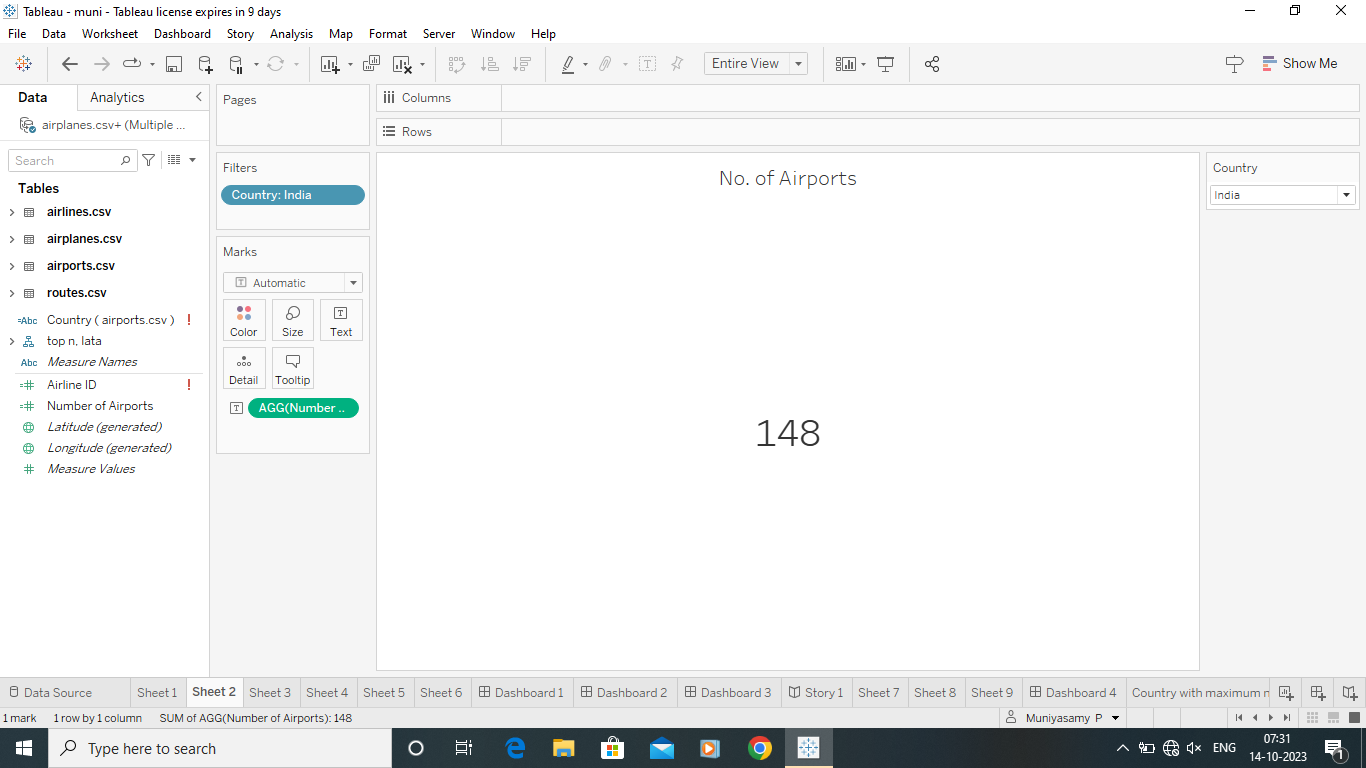 Tableau - muni - Tableau license expires in 9 days
File Data Worksheet Dashboard Story Analysis Map Format Server Window Help
Entire View
Show Me
Data Analytics
airplanes.csv+ (Multiple ...
Search
Tables
airlines.csv
airplanes.csv
airports.csv
routes.csv
=Abc Country ( airports.csv ) !
top n, Iata
Abc Measure Names
=# Airline ID !
=# Number of Airports
Latitude (generated)
Longitude (generated)
# Measure Values
Pages
Filters
Country: India
Marks
T Automatic
Color Size Text
Detail Tooltip
T AGG(Number ..
Columns
Rows
No. of Airports
148
Country
India
Data Source Sheet 1 Sheet 2 Sheet 3 Sheet 4 Sheet 5 Sheet 6 Dashboard 1 Dashboard 2 Dashboard 3 Story 1 Sheet 7 Sheet 8 Sheet 9 Dashboard 4 Country with maximum n
1 mark 1 row by 1 column SUM of AGG(Number of Airports): 148 Muniyasamy P
Type here to search ENG 07:31
14-10-2023 1